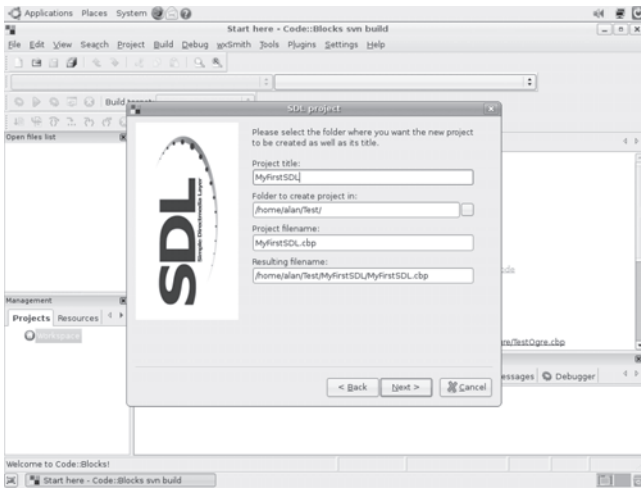 Applications Places System
Start here - Code::Blocks svn build
File Edit View Search Project Build Debug wxSmith Tools Plugins Settings Help
Build target:
SDL project
Open files list
Please select the folder where you want the new project
to be created as well as its title.
Project title:
MyFirstSDL
Folder to create project in:
/home/alan/Test/
Project filename:
MyFirstSDL.cbp
Resulting filename:
/home/alan/Test/MyFirstSDL/MyFirstSDL.cbp
SDL
Simple Directmedia Layer
Management
Projects Resources
Workspace
ode
re/TestOgre.cbp
essages Debugger
< Back Next > Cancel
Welcome to Code::Blocks!
Start here - Code::Blocks svn build